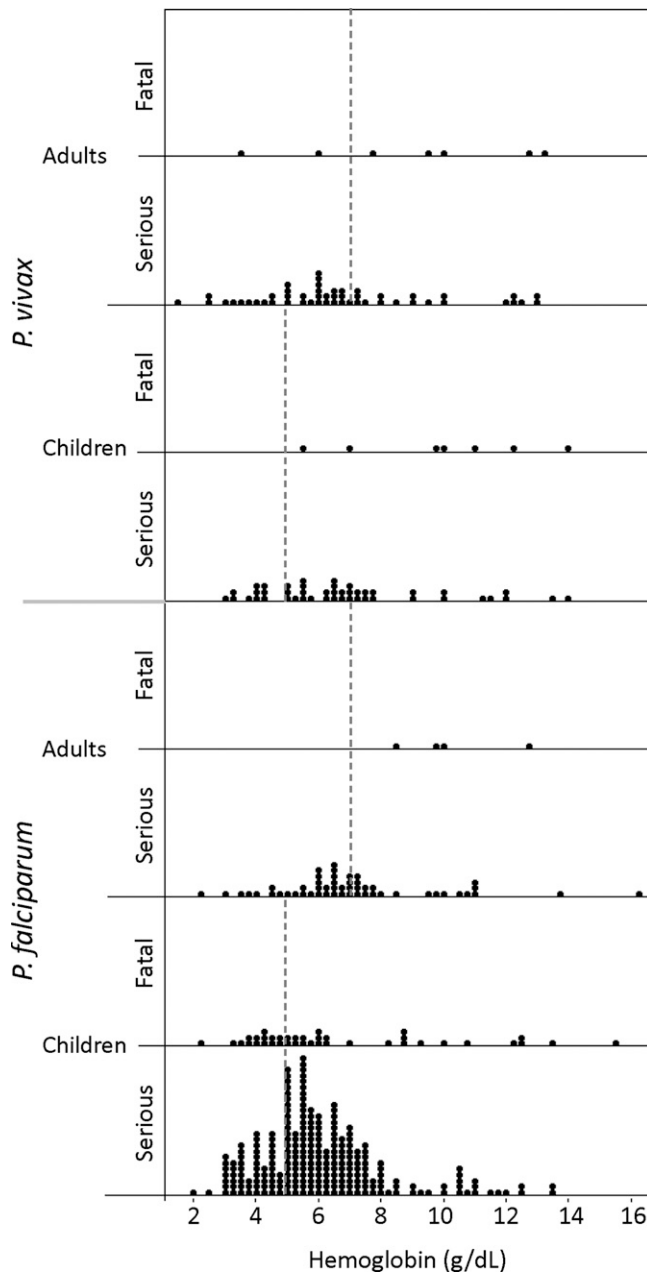 P. vivax
Adults
Fatal
Serious
Children
Fatal
Serious
P. falciparum
Adults
Fatal
Serious
Children
Fatal
Serious
2 4 6 8 10 12 14 16
Hemoglobin (g/dL)